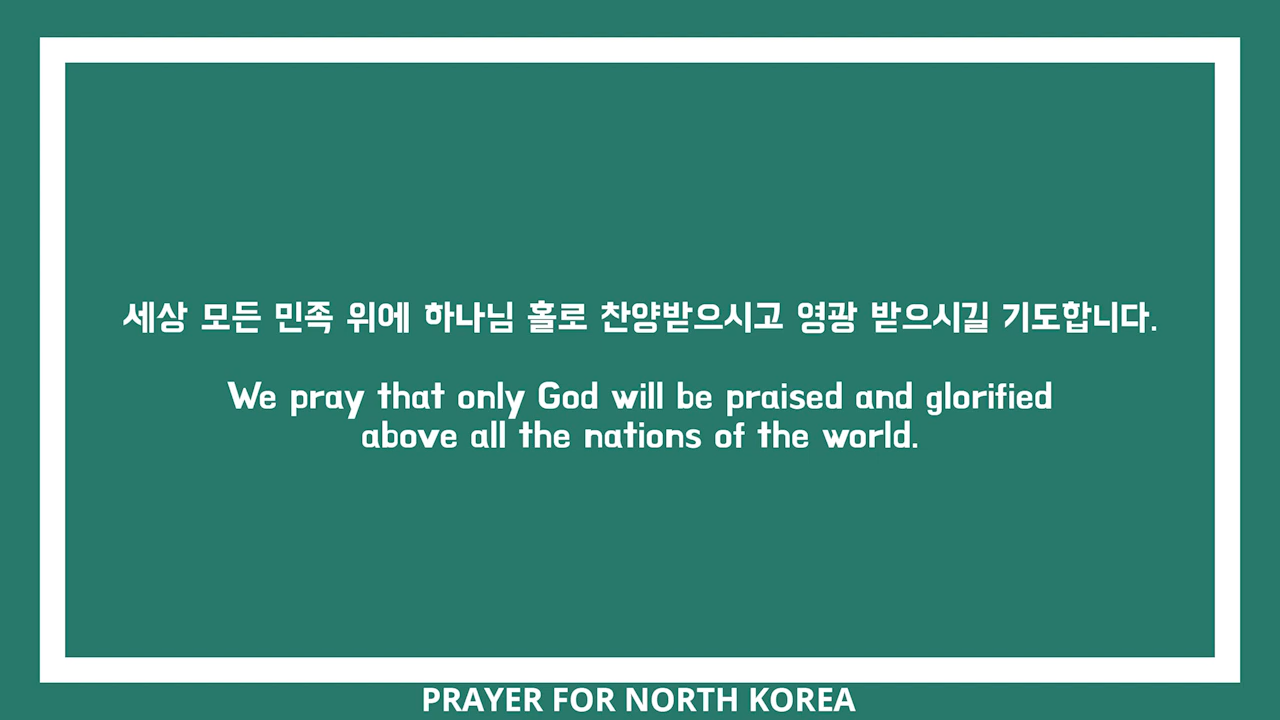 세상 모든 민족 위에 하나님 홀로 찬양받으시고 영광 받으시길 기도합니다.
We pray that only God will be praised and glorified
above all the nations of the world.
PRAYER FOR NORTH KOREA